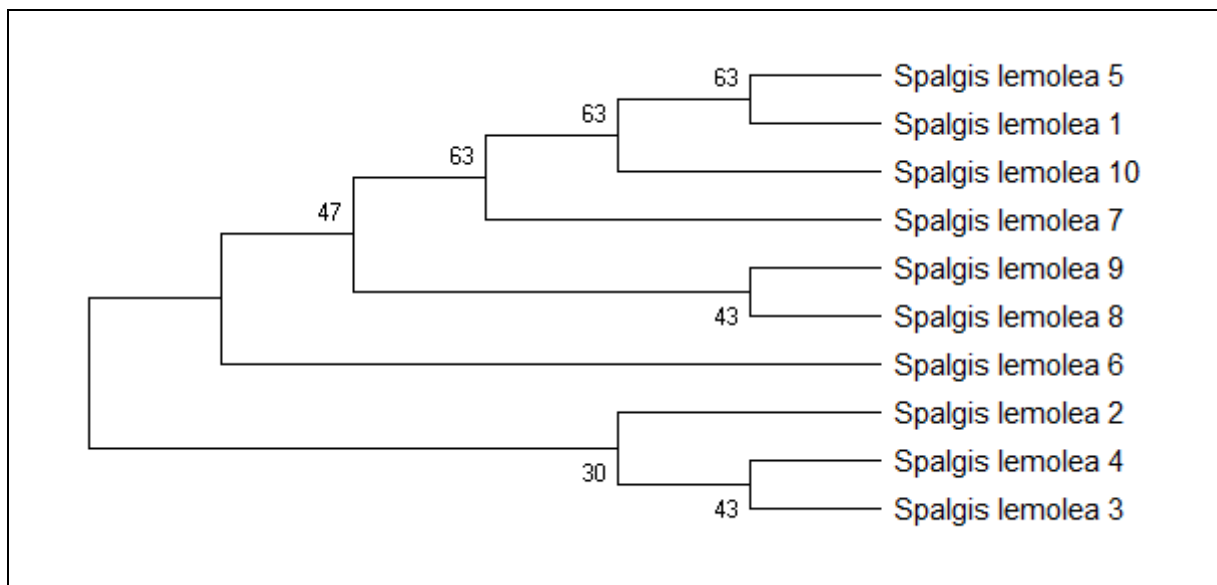 63
Spalgis lemolea 5
63
Spalgis lemolea 1
63
Spalgis lemolea 10
47
Spalgis lemolea 7
Spalgis lemolea 9
43
Spalgis lemolea 8
Spalgis lemolea 6
Spalgis lemolea 2
30
Spalgis lemolea 4
43
Spalgis lemolea 3